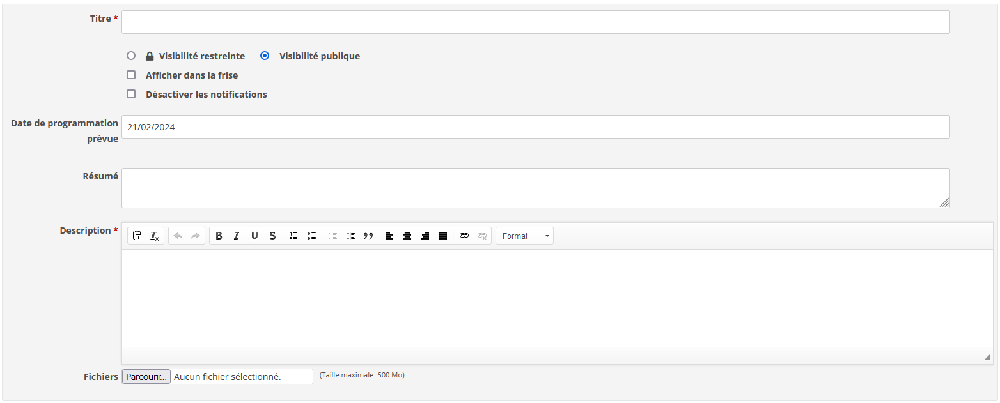 Titre *
Visibilité restreinte Visibilité publique
Afficher dans la frise
Désactiver les notifications
Date de programmation prévue
21/02/2024
Résumé
Description *
B I U S Format
Fichiers Parcourir... Aucun fichier sélectionné. (Taille maximale: 500 Mo)